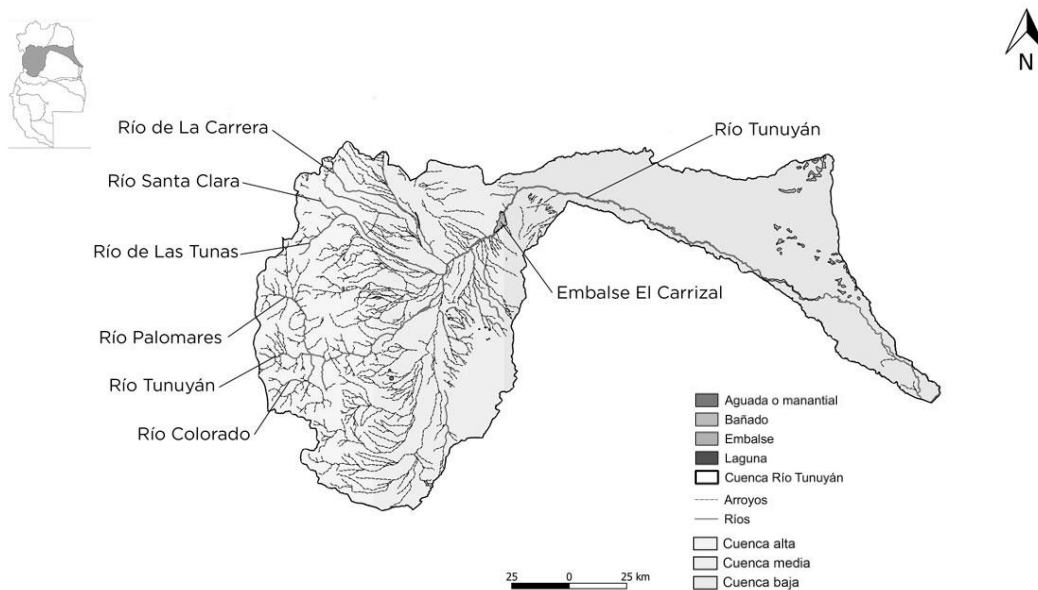 N
Río de La Carrera
Río Tunuyán
Río Santa Clara
Río de Las Tunas
Embalse El Carrizal
Río Palomares
Río Tunuyán
Río Colorado
Aguada o manantial
Bañado
Embalse
Laguna
Cuenca Río Tunuyán
Arroyos
Ríos
Cuenca alta
Cuenca media
Cuenca baja
25 0 25 km